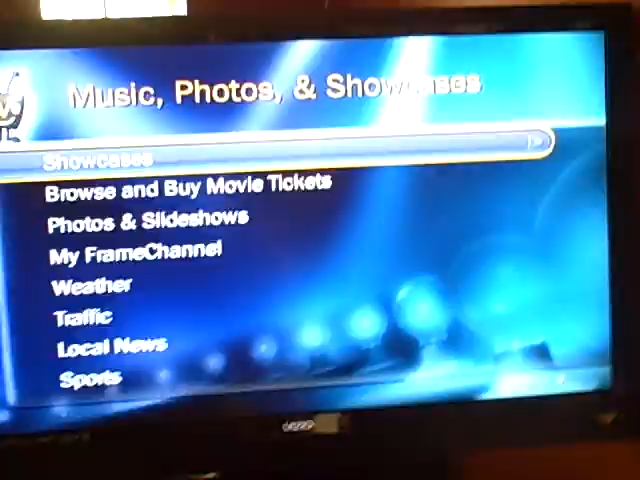 Music, Photos, & Showcases
Showcases
Browse and Buy Movie Tickets
Photos & Slideshows
My FrameChannel
Weather
Traffic
Local News
Sports